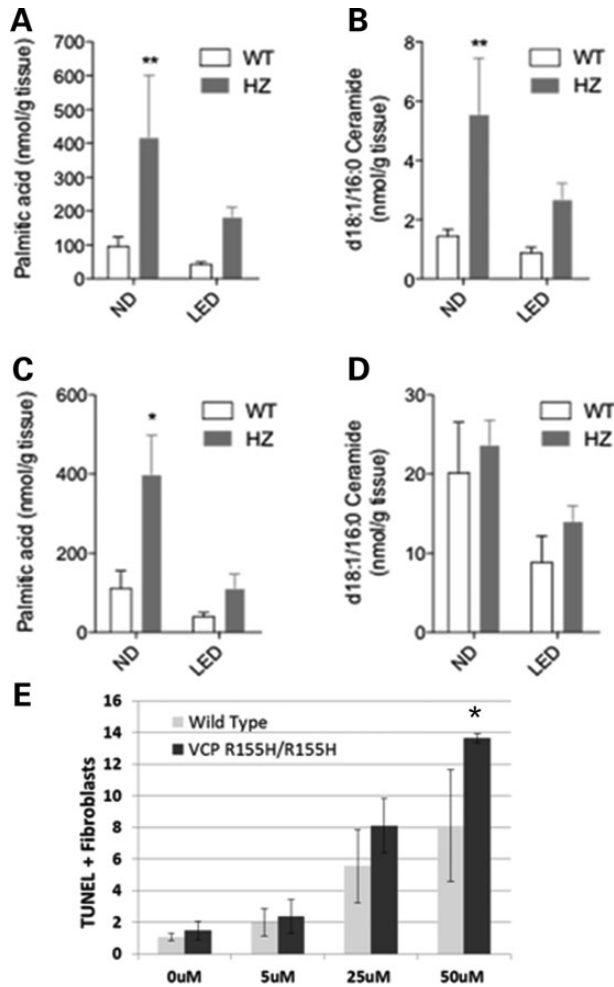 A
Palmitic acid (nmol/g tissue)
700
600
500
400
300
200
100
0
**
WT
HZ
ND
LED
B
d18:1/16:0 Ceramide
(nmol/g tissue)
8
6
4
2
0
**
WT
HZ
ND
LED
C
Palmitic acid (nmol/g tissue)
600
400
200
0
*
WT
HZ
ND
LED
D
d18:1/16:0 Ceramide
(nmol/g tissue)
30
20
10
0
WT
HZ
ND
LED
E
TUNEL + Fibroblasts
16
14
12
10
8
6
4
2
0
Wild Type
VCP R155H/R155H
*
0uM
5uM
25uM
50uM